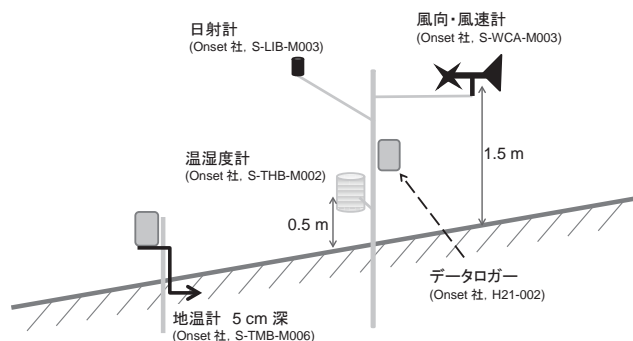 日射計
(Onset 社, S-LIB-M003)
風向・風速計
(Onset 社, S-WCA-M003)
温湿度計
(Onset 社, S-THB-M002)
1.5 m
0.5 m
データロガー
(Onset 社, H21-002)
地温計 5 cm 深
(Onset 社, S-TMB-M006)